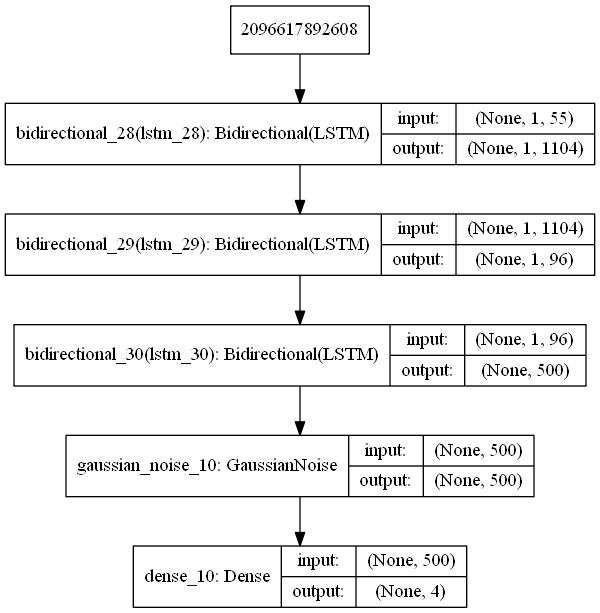 2096617892608
bidirectional_28(lstm_28): Bidirectional(LSTM)
input: (None, 1, 55)
output: (None, 1, 1104)
bidirectional_29(lstm_29): Bidirectional(LSTM)
input: (None, 1, 1104)
output: (None, 1, 96)
bidirectional_30(lstm_30): Bidirectional(LSTM)
input: (None, 1, 96)
output: (None, 500)
gaussian_noise_10: GaussianNoise
input: (None, 500)
output: (None, 500)
dense_10: Dense
input: (None, 500)
output: (None, 4)